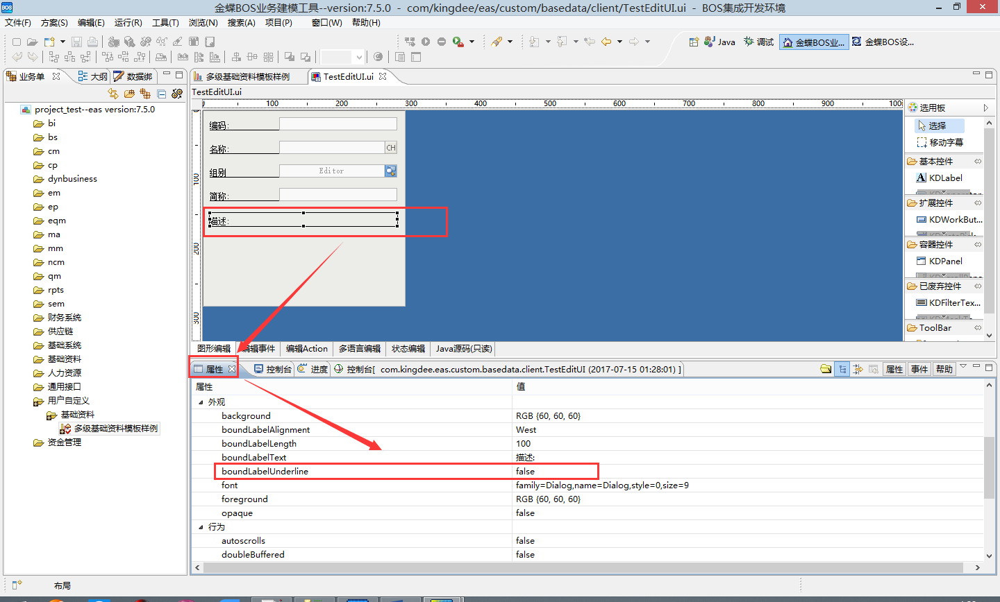 BOS
金蝶BOS业务建模工具--version:7.5.0 - com/kingdee/eas/custom/basedata/client/TestEditUI.ui - BOS集成开发环境
文件(F) 方案(S) 编辑(E) 运行(R) 工具(T) 浏览(N) 搜索(A) 项目(P) 窗口(W) 帮助(H)
Java 调试 金蝶BOS业... 金蝶BOS设...
业务单 大纲 数据绑
多级基础资料模板样例 TestEditUI.ui
TestEditUI.ui
0 100 200 300 400 500 600 700 800 900 1000
100
200
300
project_test--eas version:7.5.0
bi
bs
cm
cp
dynbusiness
em
ep
eqm
ma
mm
ncm
qm
rpts
sem
财务系统
供应链
基础系统
基础资料
人力资源
通用接口
用户自定义
基础资料
多级基础资料模板样例
资金管理
编码:
名称: CH
组别 Editor
简称:
描述:
选用板
选择
移动字幕
基本控件
KDLabel
扩展控件
KDWorkBut...
容器控件
KDPanel
已废弃控件
KDFilterTex...
ToolBar
图形编辑 编辑事件 编辑Action 多语言编辑 状态编辑 Java源码(只读)
属性 控制台 进度 控制台[ com.kingdee.eas.custom.basedata.client.TestEditUI (2017-07-15 01:28:01) ]
属性 事件 帮助
属性 值
外观
background RGB {60, 60, 60}
boundLabelAlignment West
boundLabelLength 100
boundLabelText 描述:
boundLabelUnderline false
font family=Dialog,name=Dialog,style=0,size=9
foreground RGB {60, 60, 60}
opaque false
行为
autoscrolls false
doubleBuffered false
布局